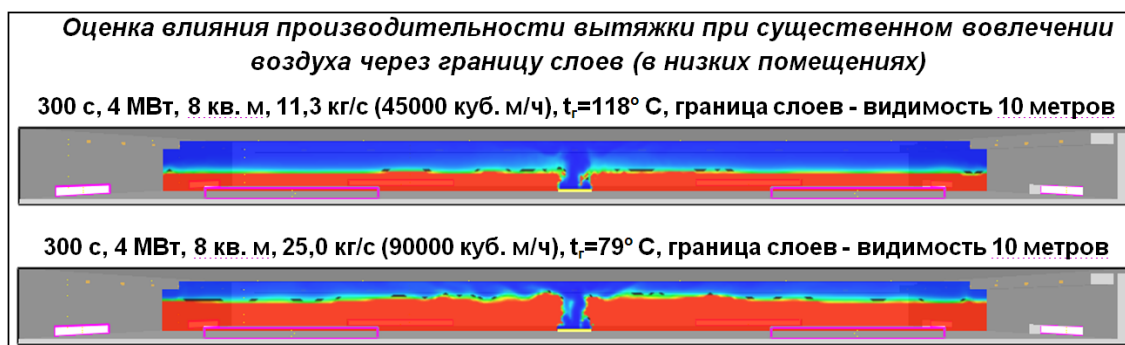 Оценка влияния производительности вытяжки при существенном вовлечении
воздуха через границу слоев (в низких помещениях)
300 с, 4 МВт, 8 кв. м, 11,3 кг/с (45000 куб. м/ч), tг=118° С, граница слоев - видимость 10 метров
300 с, 4 МВт, 8 кв. м, 25,0 кг/с (90000 куб. м/ч), tг=79° С, граница слоев - видимость 10 метров